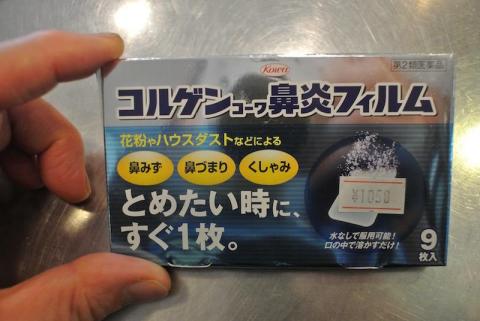 Kowa
第2類医薬品
コルゲンコーワ鼻炎フィルム
花粉やハウスダストなどによる
鼻みず
鼻づまり
くしゃみ
とめたい時に、
すぐ1枚。
¥1050
水なしで服用可能!
口の中で溶かすだけ!
9
枚入